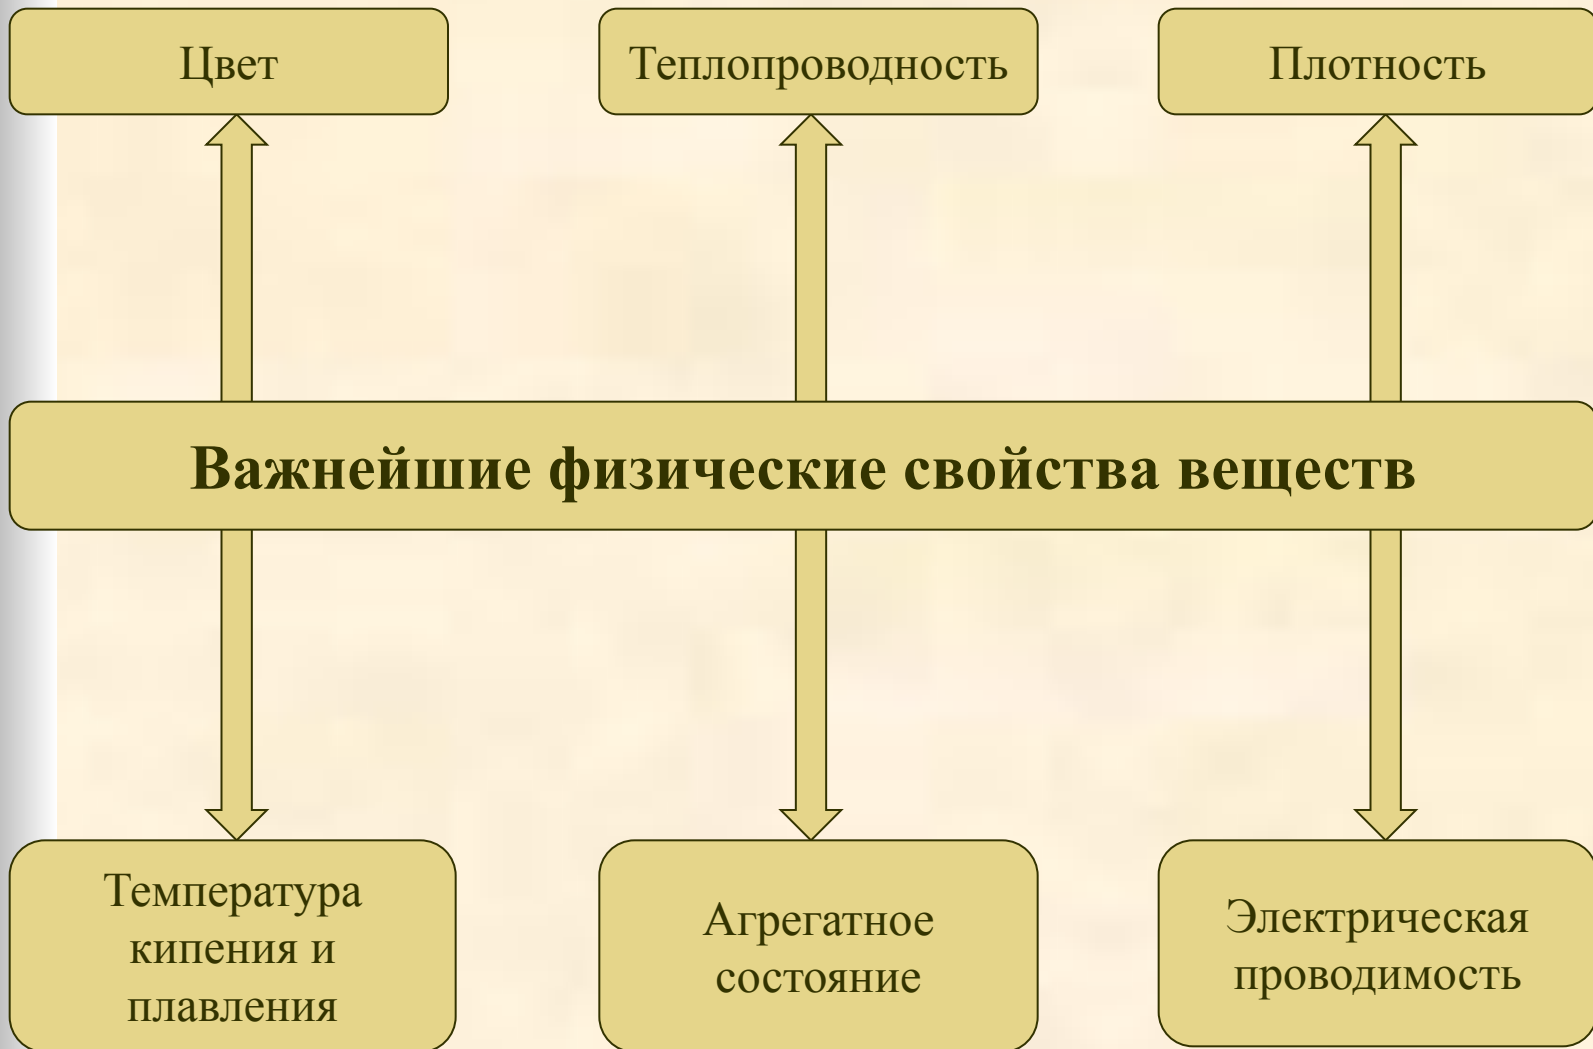 Цвет
Теплопроводность
Плотность
Важнейшие физические свойства веществ
Температура
кипения и
плавления
Агрегатное
состояние
Электрическая
проводимость